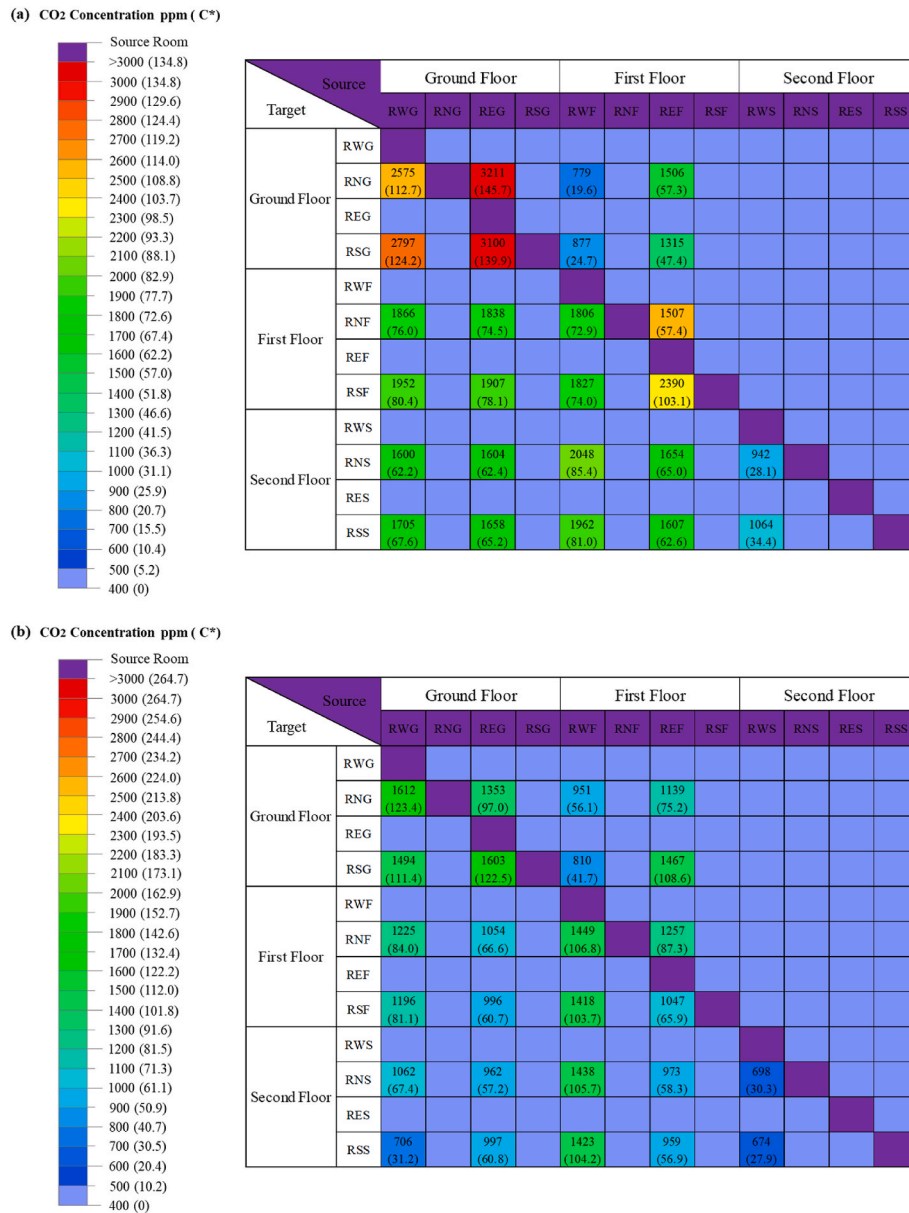 (a) CO2 Concentration ppm ( C*)
Source Room
>3000 (134.8)
3000 (134.8)
2900 (129.6)
2800 (124.4)
2700 (119.2)
2600 (114.0)
2500 (108.8)
2400 (103.7)
2300 (98.5)
2200 (93.3)
2100 (88.1)
2000 (82.9)
1900 (77.7)
1800 (72.6)
1700 (67.4)
1600 (62.2)
1500 (57.0)
1400 (51.8)
1300 (46.6)
1200 (41.5)
1100 (36.3)
1000 (31.1)
900 (25.9)
800 (20.7)
700 (15.5)
600 (10.4)
500 (5.2)
400 (0)
Source Ground Floor First Floor Second Floor
Target RWG RNG REG RSG RWF RNF REF RSF RWS RNS RES RSS
Ground Floor
RWG
RNG 2575 3211 779 1506
(112.7) (145.7) (19.6) (57.3)
REG
RSG 2797 3100 877 1315
(124.2) (139.9) (24.7) (47.4)
First Floor
RWF
RNF 1866 1838 1806 1507
(76.0) (74.5) (72.9) (57.4)
REF
RSF 1952 1907 1827 2390
(80.4) (78.1) (74.0) (103.1)
Second Floor
RWS
RNS 1600 1604 2048 1654 942
(62.2) (62.4) (85.4) (65.0) (28.1)
RES
RSS 1705 1658 1962 1607 1064
(67.6) (65.2) (81.0) (62.6) (34.4)
(b) CO2 Concentration ppm ( C*)
Source Room
>3000 (264.7)
3000 (264.7)
2900 (254.6)
2800 (244.4)
2700 (234.2)
2600 (224.0)
2500 (213.8)
2400 (203.6)
2300 (193.5)
2200 (183.3)
2100 (173.1)
2000 (162.9)
1900 (152.7)
1800 (142.6)
1700 (132.4)
1600 (122.2)
1500 (112.0)
1400 (101.8)
1300 (91.6)
1200 (81.5)
1100 (71.3)
1000 (61.1)
900 (50.9)
800 (40.7)
700 (30.5)
600 (20.4)
500 (10.2)
400 (0)
Source Ground Floor First Floor Second Floor
Target RWG RNG REG RSG RWF RNF REF RSF RWS RNS RES RSS
Ground Floor
RWG
RNG 1612 1353 951 1139
(123.4) (97.0) (56.1) (75.2)
REG
RSG 1494 1603 810 1467
(111.4) (122.5) (41.7) (108.6)
First Floor
RWF
RNF 1225 1054 1449 1257
(84.0) (66.6) (106.8) (87.3)
REF
RSF 1196 996 1418 1047
(81.1) (60.7) (103.7) (65.9)
Second Floor
RWS
RNS 1062 962 1438 973 698
(67.4) (57.2) (105.7) (58.3) (30.3)
RES
RSS 706 997 1423 959 674
(31.2) (60.8) (104.2) (56.9) (27.9)